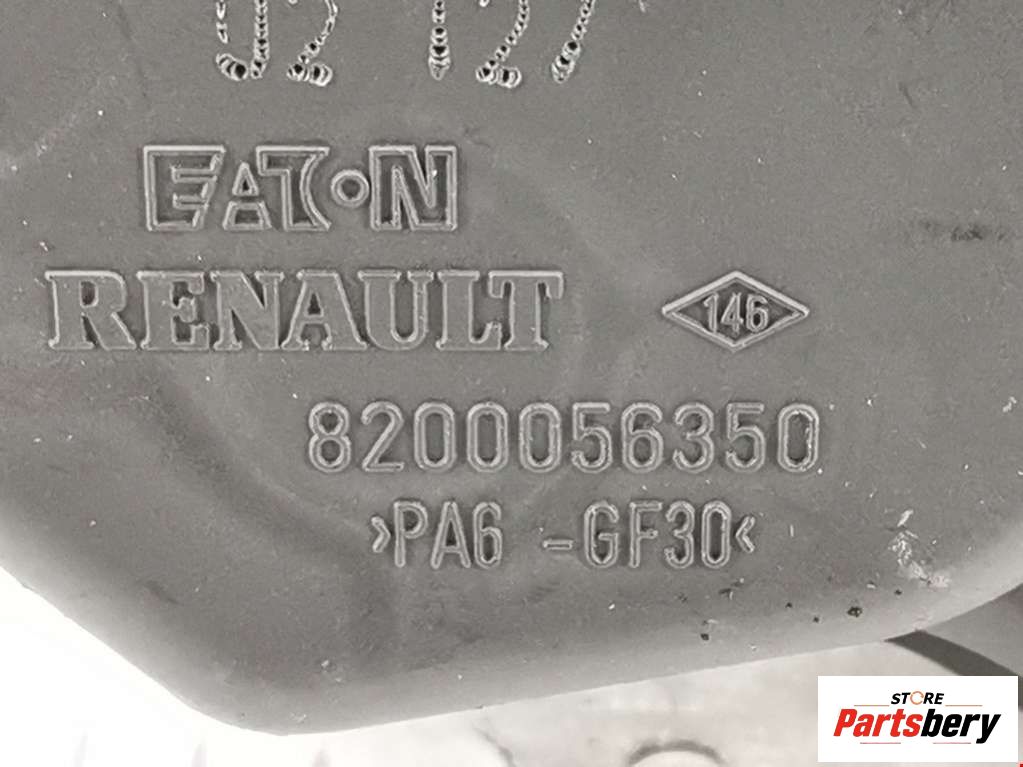 EATON
RENAULT
146
8200056350
>PA6 -GF30<
STORE
Partsbery